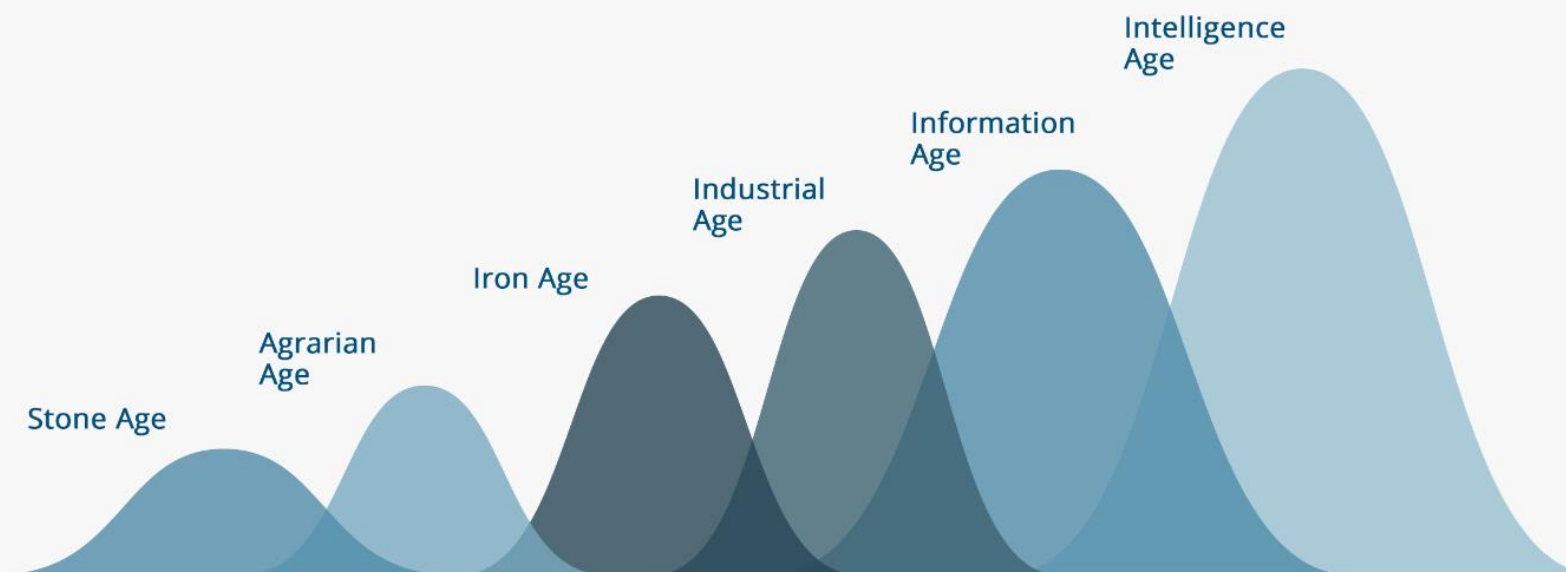 Stone Age
Agrarian
Age
Iron Age
Industrial
Age
Information
Age
Intelligence
Age